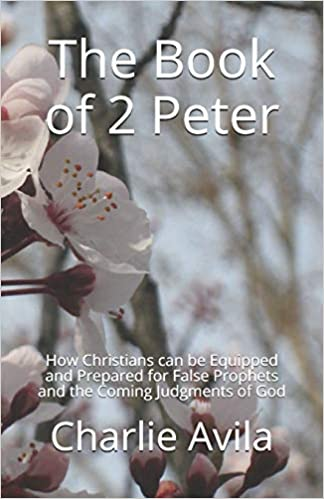 The Book
of 2 Peter
How Christians can be Equipped
and Prepared for False Prophets
and the Coming Judgments of God
Charlie Avila